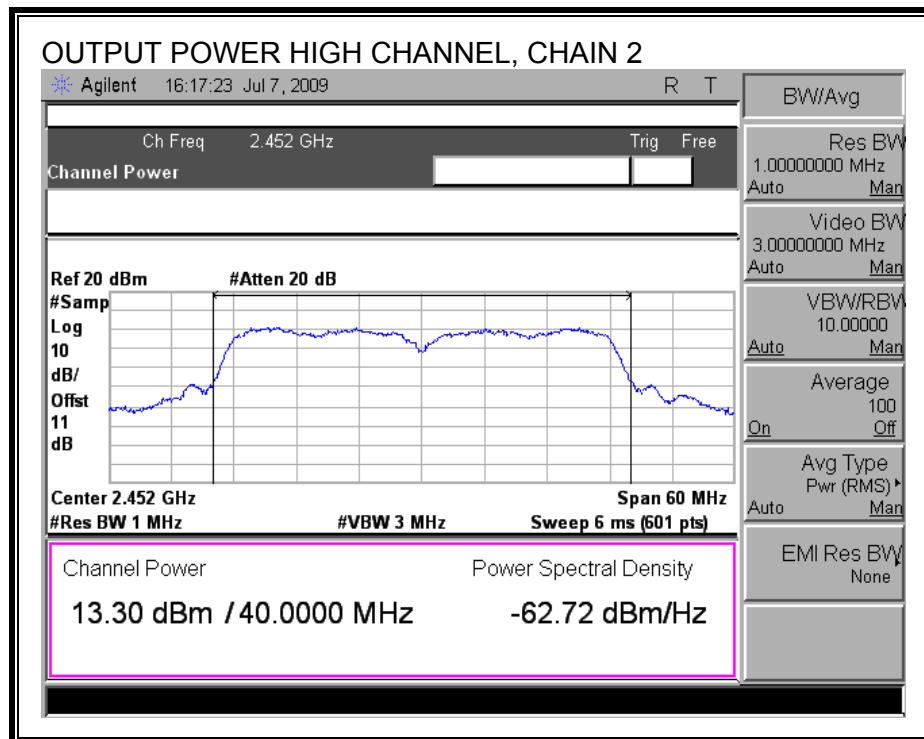 OUTPUT POWER HIGH CHANNEL, CHAIN 2
Agilent 16:17:23 Jul 7, 2009 R T
Ch Freq 2.452 GHz Trig Free
Channel Power
Ref 20 dBm #Atten 20 dB
#Samp
Log
10
dB/
Offst
11
dB
Center 2.452 GHz Span 60 MHz
#Res BW 1 MHz #VBW 3 MHz Sweep 6 ms (601 pts)
Channel Power Power Spectral Density
13.30 dBm / 40.0000 MHz -62.72 dBm/Hz
BW/Avg
Res BW
1.00000000 MHz
Auto Man
Video BW
3.00000000 MHz
Auto Man
VBW/RBW
10.00000
Auto Man
Average
100
On Off
Avg Type
Pwr (RMS)
Auto Man
EMI Res BW
None